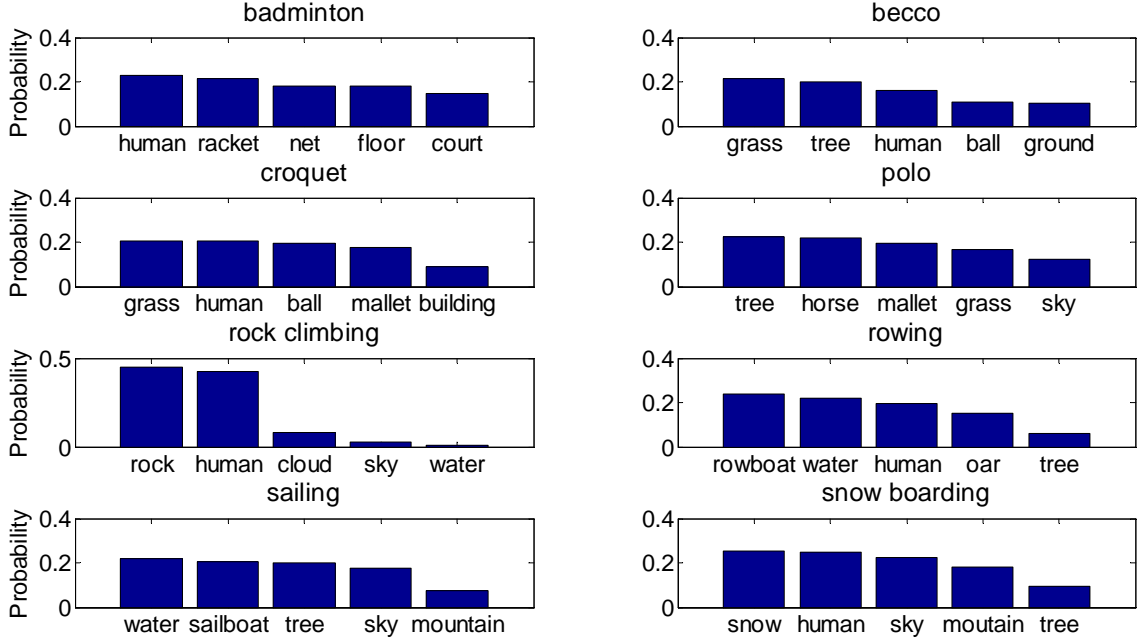 badminton
Probability
0.4
0.2
0
human racket net floor court
becco
0.4
0.2
0
grass tree human ball ground
croquet
Probability
0.4
0.2
0
grass human ball mallet building
polo
0.4
0.2
0
tree horse mallet grass sky
rock climbing
Probability
0.5
0
rock human cloud sky water
rowing
0.4
0.2
0
rowboat water human oar tree
sailing
Probability
0.4
0.2
0
water sailboat tree sky mountain
snow boarding
0.4
0.2
0
snow human sky moutain tree